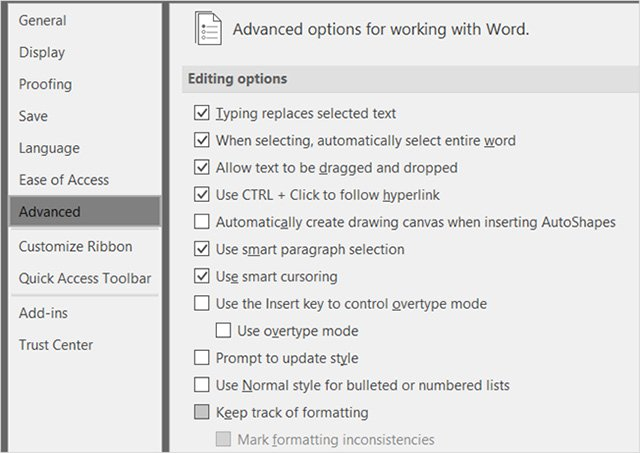 General
Display
Proofing
Save
Language
Ease of Access
Advanced
Customize Ribbon
Quick Access Toolbar
Add-ins
Trust Center
Advanced options for working with Word.
Editing options
Typing replaces selected text
When selecting, automatically select entire word
Allow text to be dragged and dropped
Use CTRL + Click to follow hyperlink
Automatically create drawing canvas when inserting AutoShapes
Use smart paragraph selection
Use smart cursoring
Use the Insert key to control overtype mode
Use overtype mode
Prompt to update style
Use Normal style for bulleted or numbered lists
Keep track of formatting
Mark formatting inconsistencies